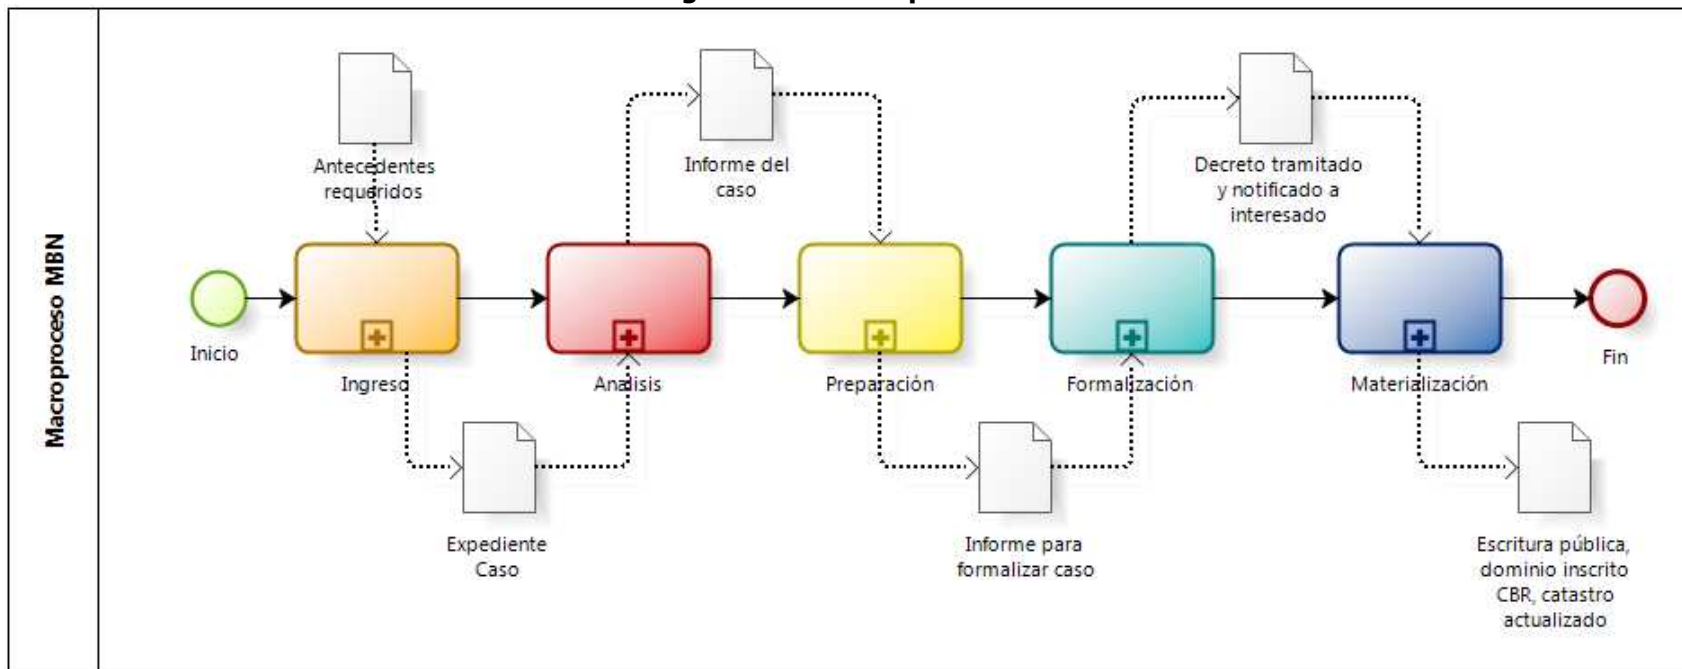 Macroproceso MBN
Antecedentes
requeridos
Informe del
caso
Decreto tramitado
y notificado a
interesado
Inicio
Ingreso
Analisis
Preparación
Formalización
Materialización
Fin
Expediente
Caso
Informe para
formalizar caso
Escritura pública,
dominio inscrito
CBR, catastro
actualizado